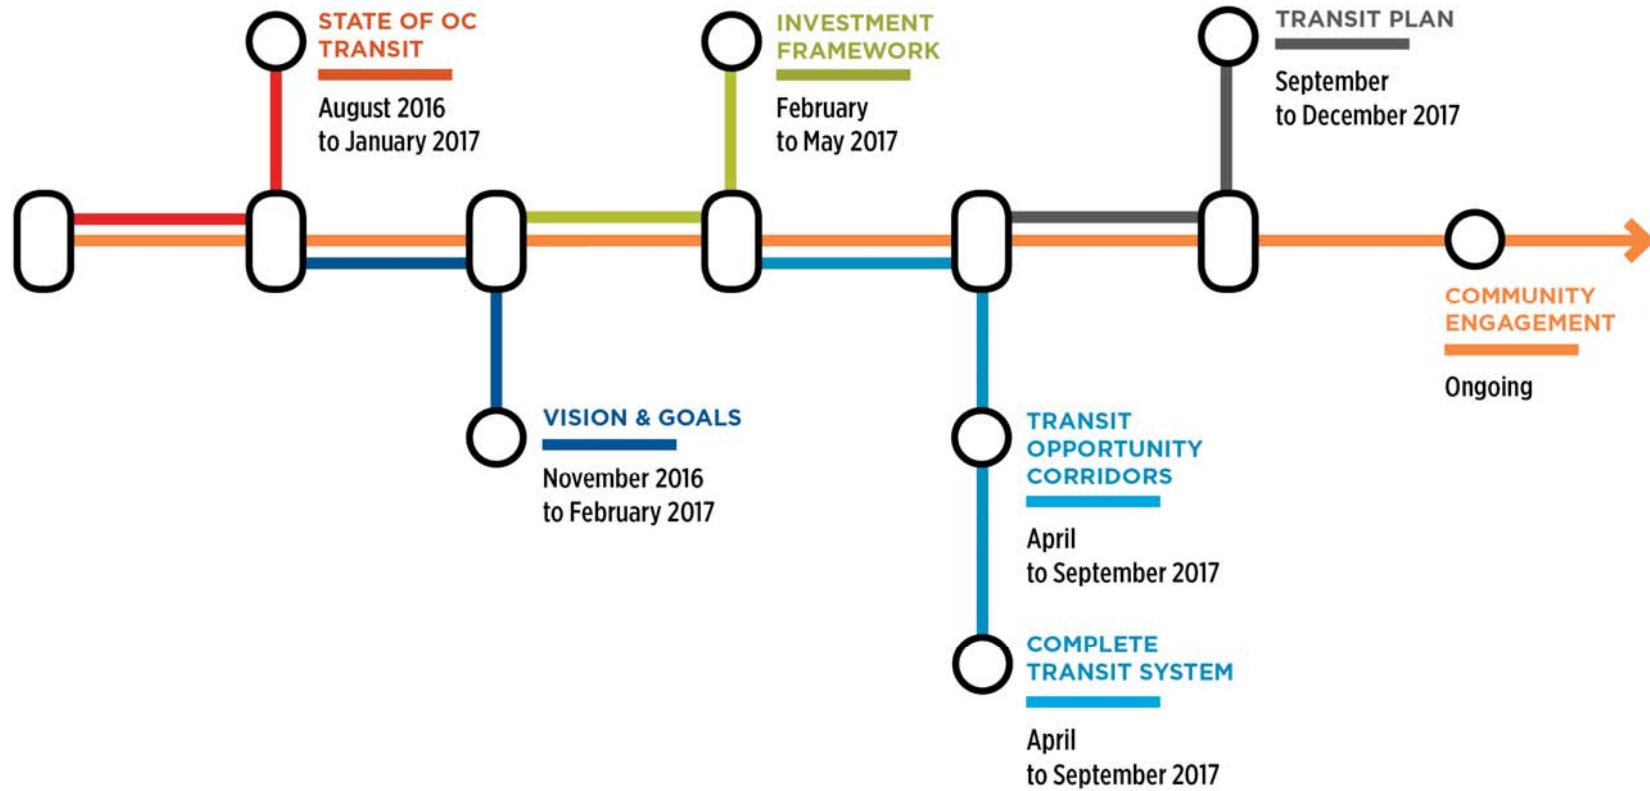 STATE OF OC
TRANSIT
August 2016
to January 2017
INVESTMENT
FRAMEWORK
February
to May 2017
TRANSIT PLAN
September
to December 2017
COMMUNITY
ENGAGEMENT
Ongoing
VISION & GOALS
November 2016
to February 2017
TRANSIT
OPPORTUNITY
CORRIDORS
April
to September 2017
COMPLETE
TRANSIT SYSTEM
April
to September 2017